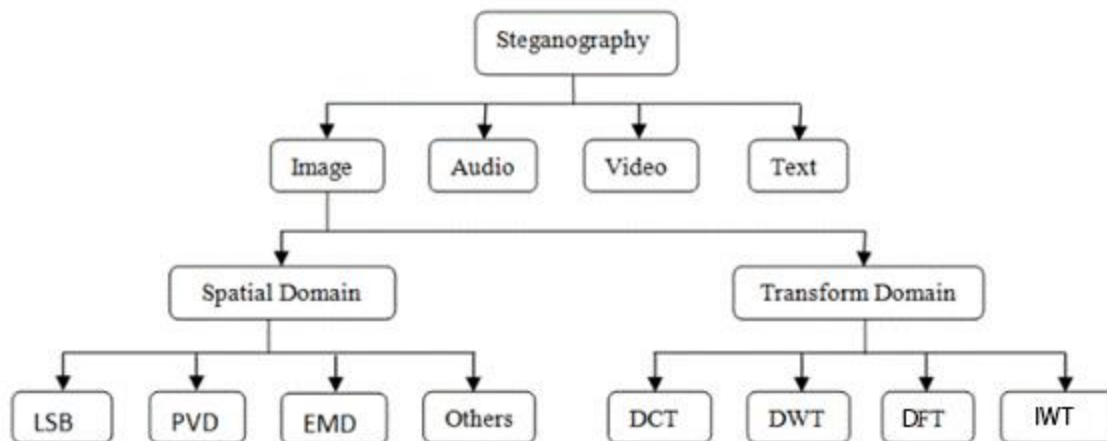 Steganography
Image
Audio
Video
Text
Spatial Domain
Transform Domain
LSB
PVD
EMD
Others
DCT
DWT
DFT
IWT